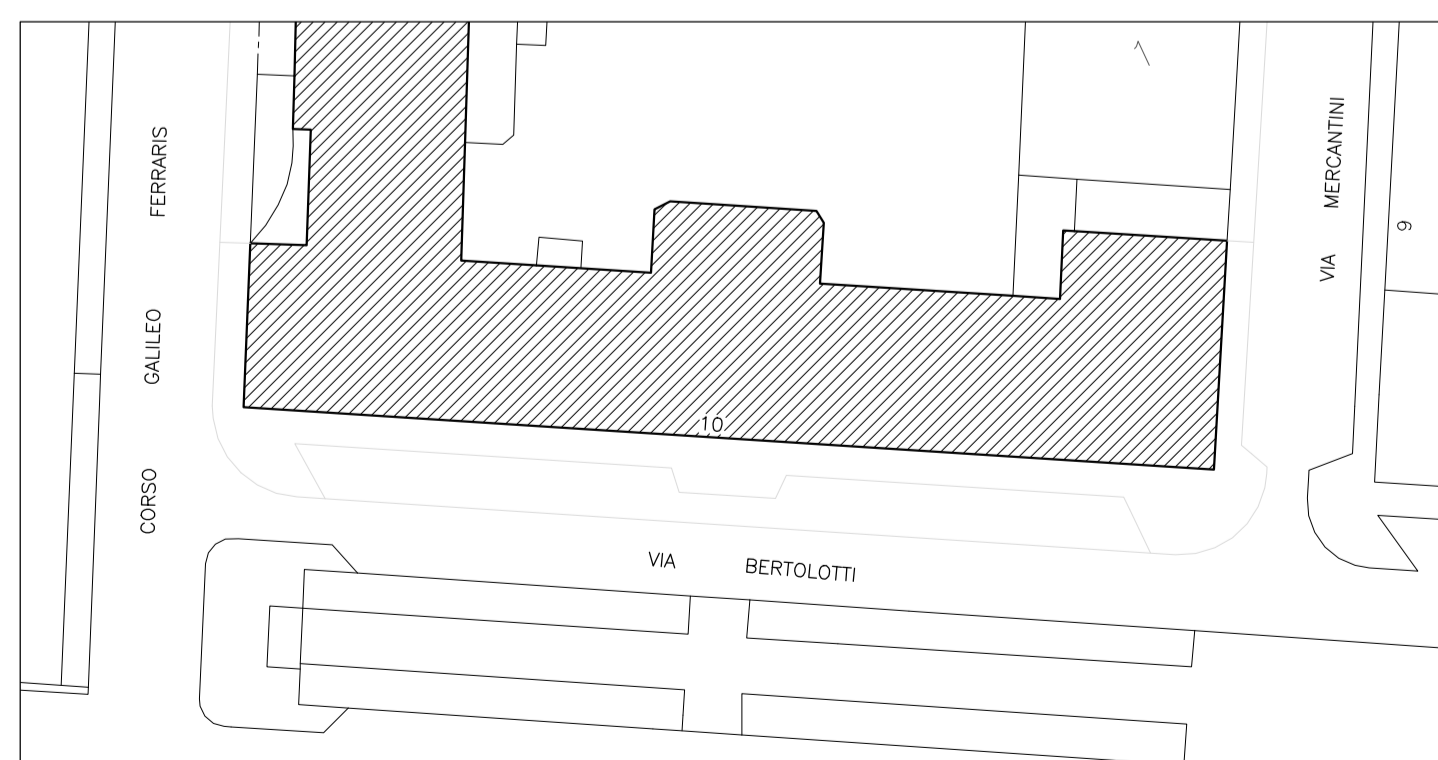 CORSO GALILEO FERRARIS
10
VIA BERTOLOTTI
VIA MERCANTINI
9